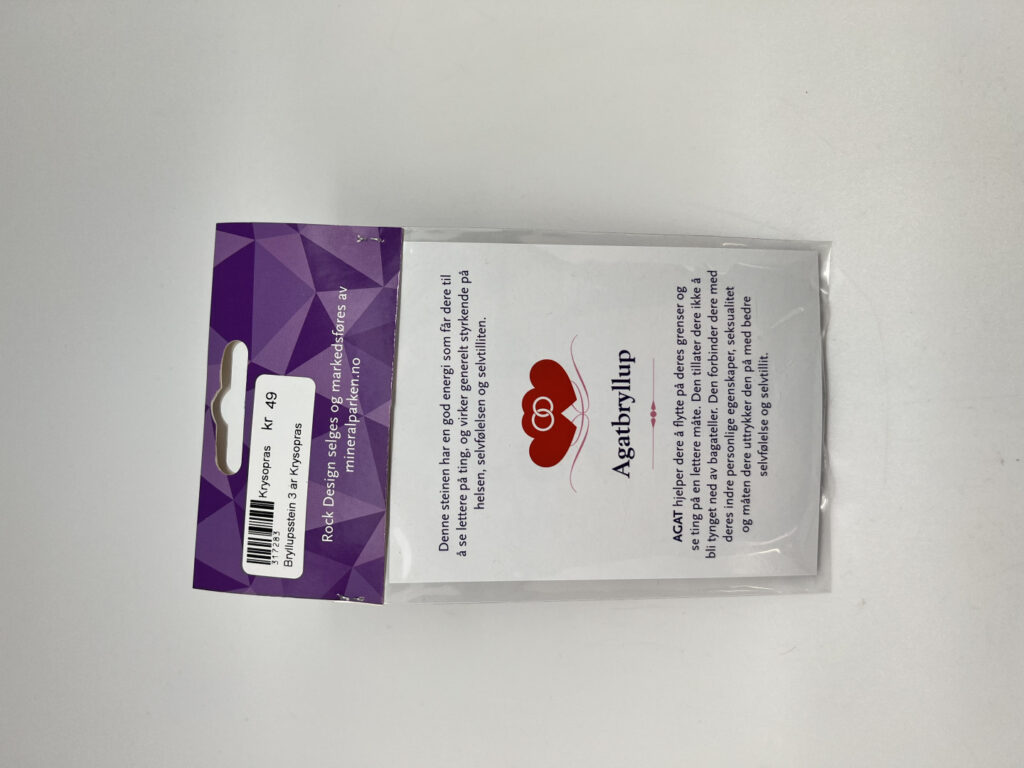 Krysopras kr 49
317283
Bryllupsstein 3 ar Krysopras
Rock Design selges og markedsføres av
mineralparken.no
Denne steinen har en god energi som får dere til
å se lettere på ting, og virker generelt styrkende på
helsen, selvfølelsen og selvtilliten.
Agatbryllup
AGAT hjelper dere å flytte på deres grenser og
se ting på en lettere måte. Den tillater dere ikke å
bli tynget ned av bagateller. Den forbinder dere med
deres indre personlige egenskaper, seksualitet
og måten dere uttrykker den på med bedre
selvfølelse og selvtillit.